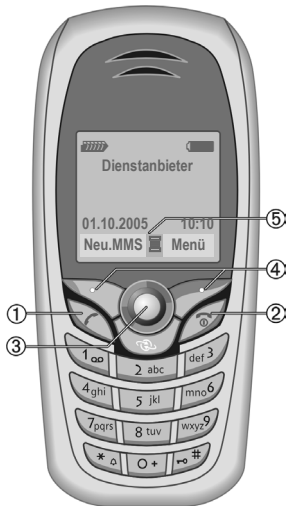 Dienstanbieter
01.10.2005 10:10
⑤
Neu.MMS Menü
④
①
②
③
1 2 abc def 3
4 ghi 5 jkl mno 6
7 pqrs 8 tuv wxyz 9
* 0 + #